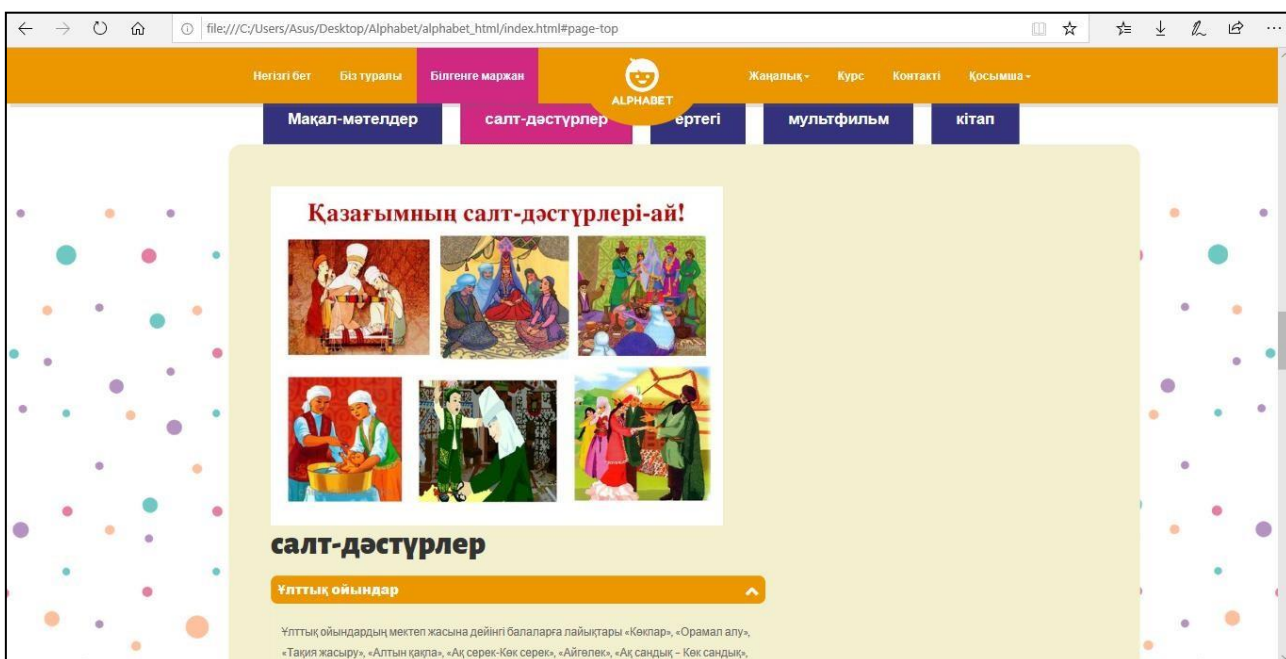 file:///C:/Users/Asus/Desktop/Alphabet/alphabet_html/index.html#page-top
Негізгі бет Біз туралы Білгенге маржан ALPHABET Жаңалық Курс Контакті Қосымша
Мақал-мәтелдер салт-дәстүрлер ертегі мультфильм кітап
Қазағымның салт-дәстүрлері-ай!
салт-дәстүрлер
Ұлттық ойындар
Ұлттық ойындардың мектеп жасына дейінгі балаларға лайықтары «Көкпар», «Орамал алу»,
«Тақия жасыру», «Алтын қақпа», «Ақ серек-Көк серек», «Айгөлек», «Ақ сандық – Көк сандық»,